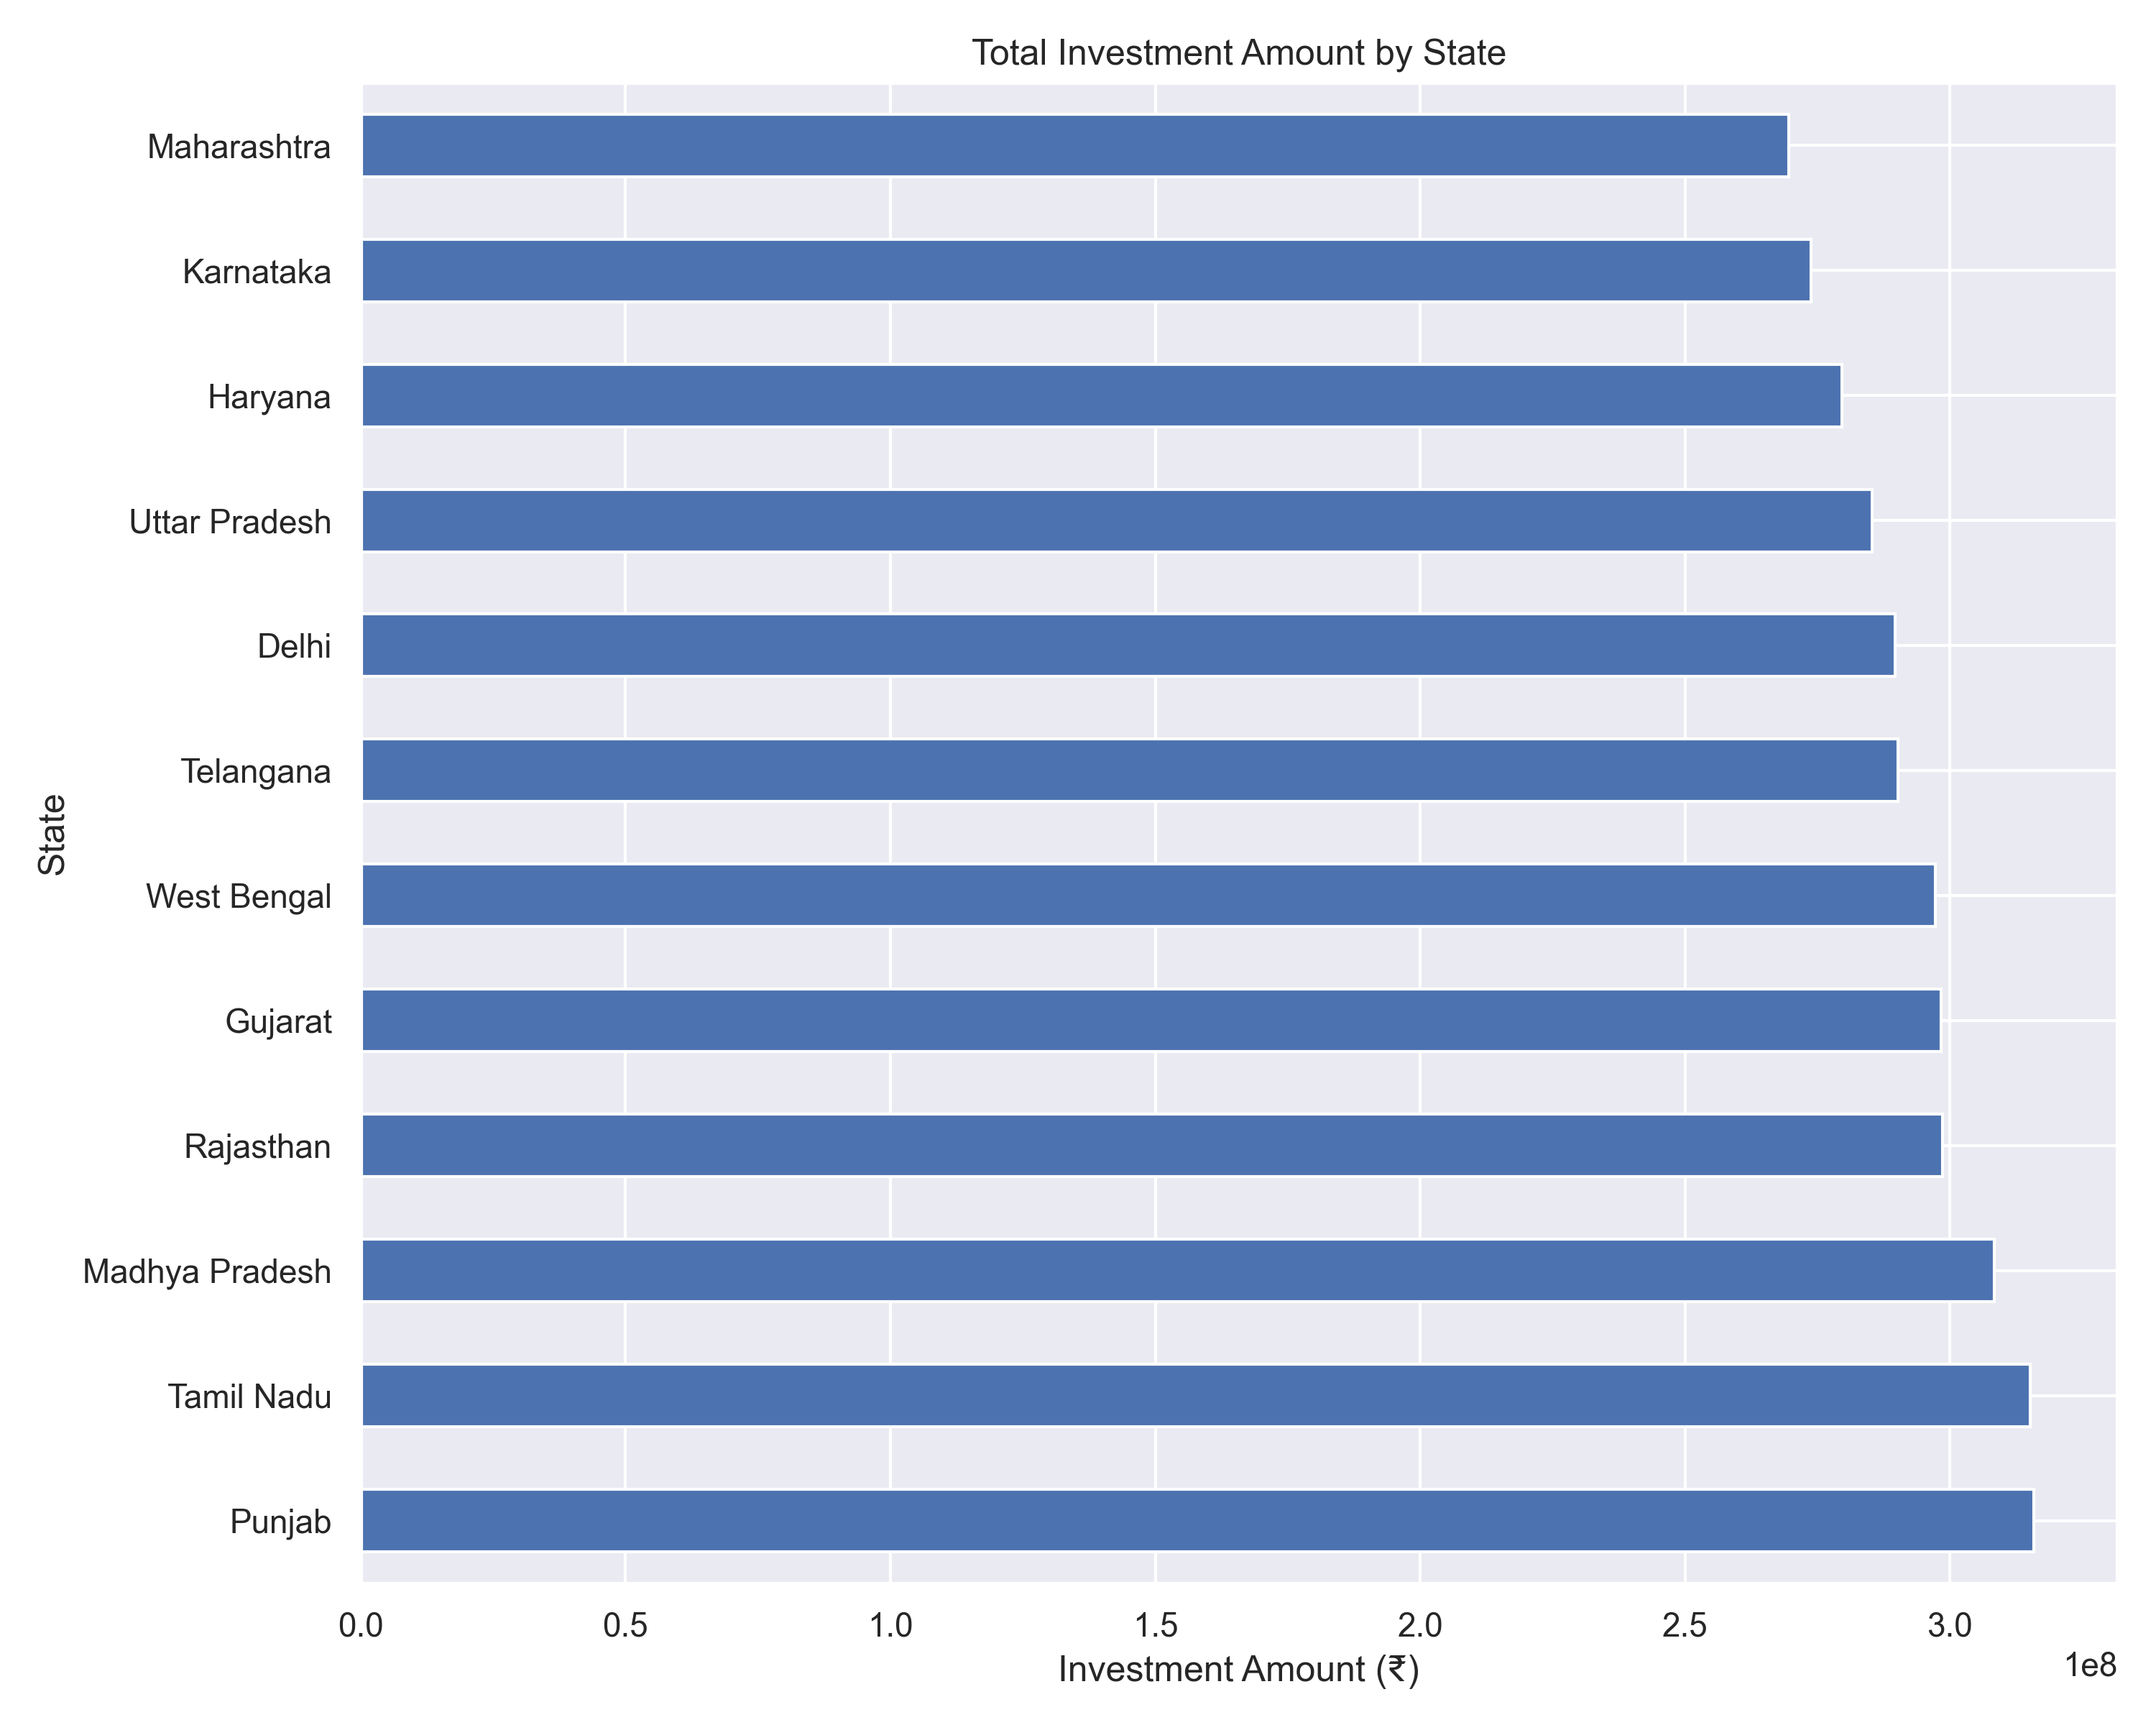 Total Investment Amount by State
Maharashtra
Karnataka
Haryana
Uttar Pradesh
Delhi
Telangana
West Bengal
Gujarat
Rajasthan
Madhya Pradesh
Tamil Nadu
Punjab
State
0.0 0.5 1.0 1.5 2.0 2.5 3.0
Investment Amount (₹)
1e8